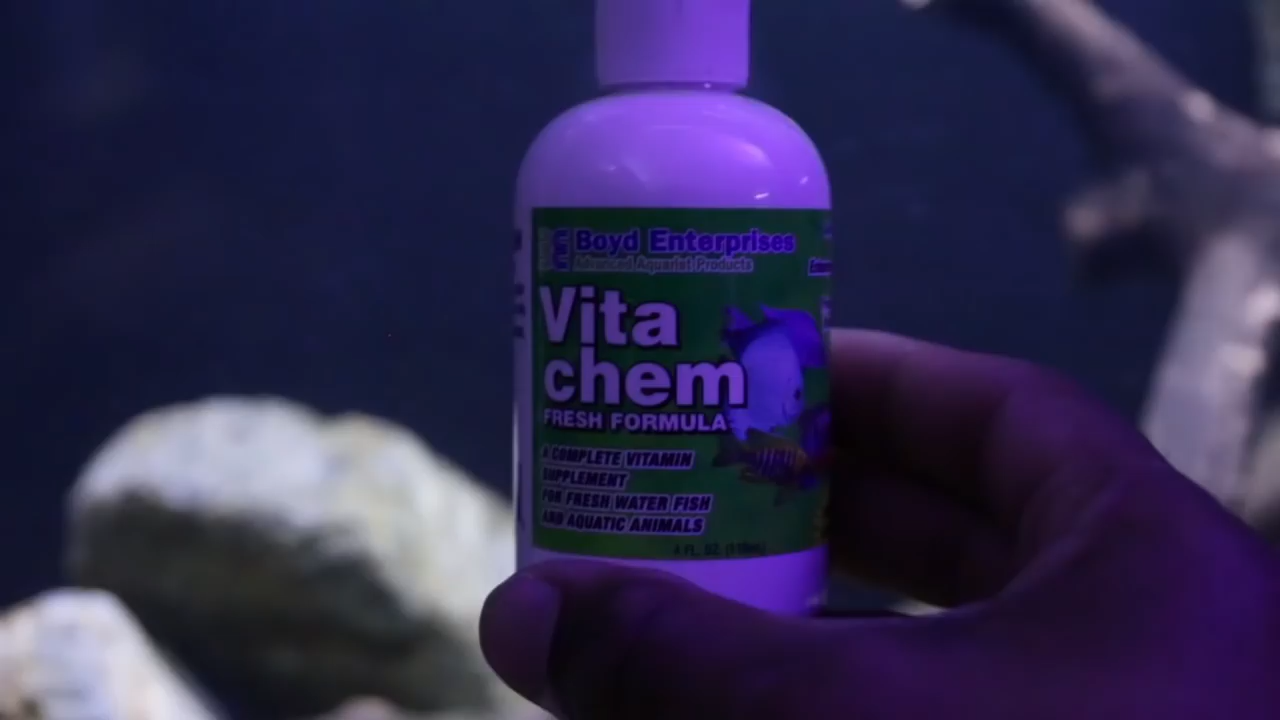 Boyd Enterprises
Advanced Aquarist Products
Vita
chem
FRESH FORMULA
A COMPLETE VITAMIN
SUPPLEMENT
FOR FRESH WATER FISH
AND AQUATIC ANIMALS
4 FL. OZ. (118ml)